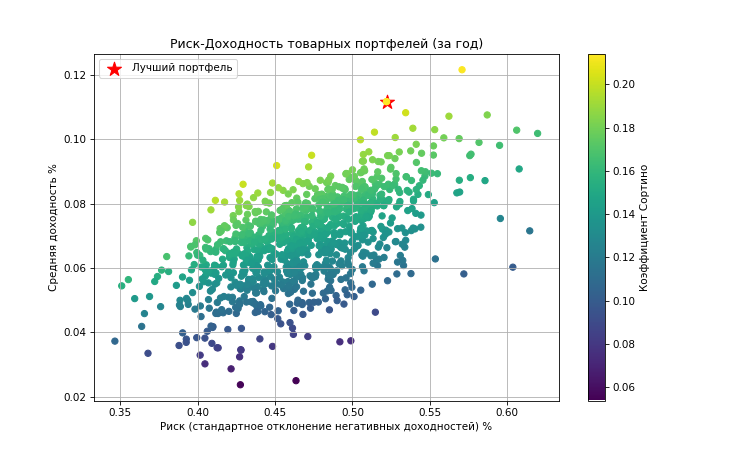 Риск-Доходность товарных портфелей (за год)
Лучший портфель
Средняя доходность %
0.12
0.10
0.08
0.06
0.04
0.02
0.35 0.40 0.45 0.50 0.55 0.60
Риск (стандартное отклонение негативных доходностей) %
0.20
0.18
0.16
0.14
0.12
0.10
0.08
0.06
Коэффициент Сортино